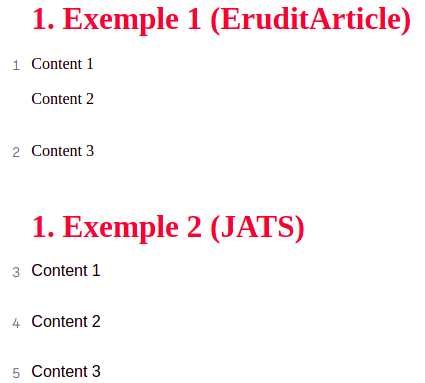 1. Exemple 1 (EruditArticle)
1 Content 1
Content 2
2 Content 3
1. Exemple 2 (JATS)
3 Content 1
4 Content 2
5 Content 3